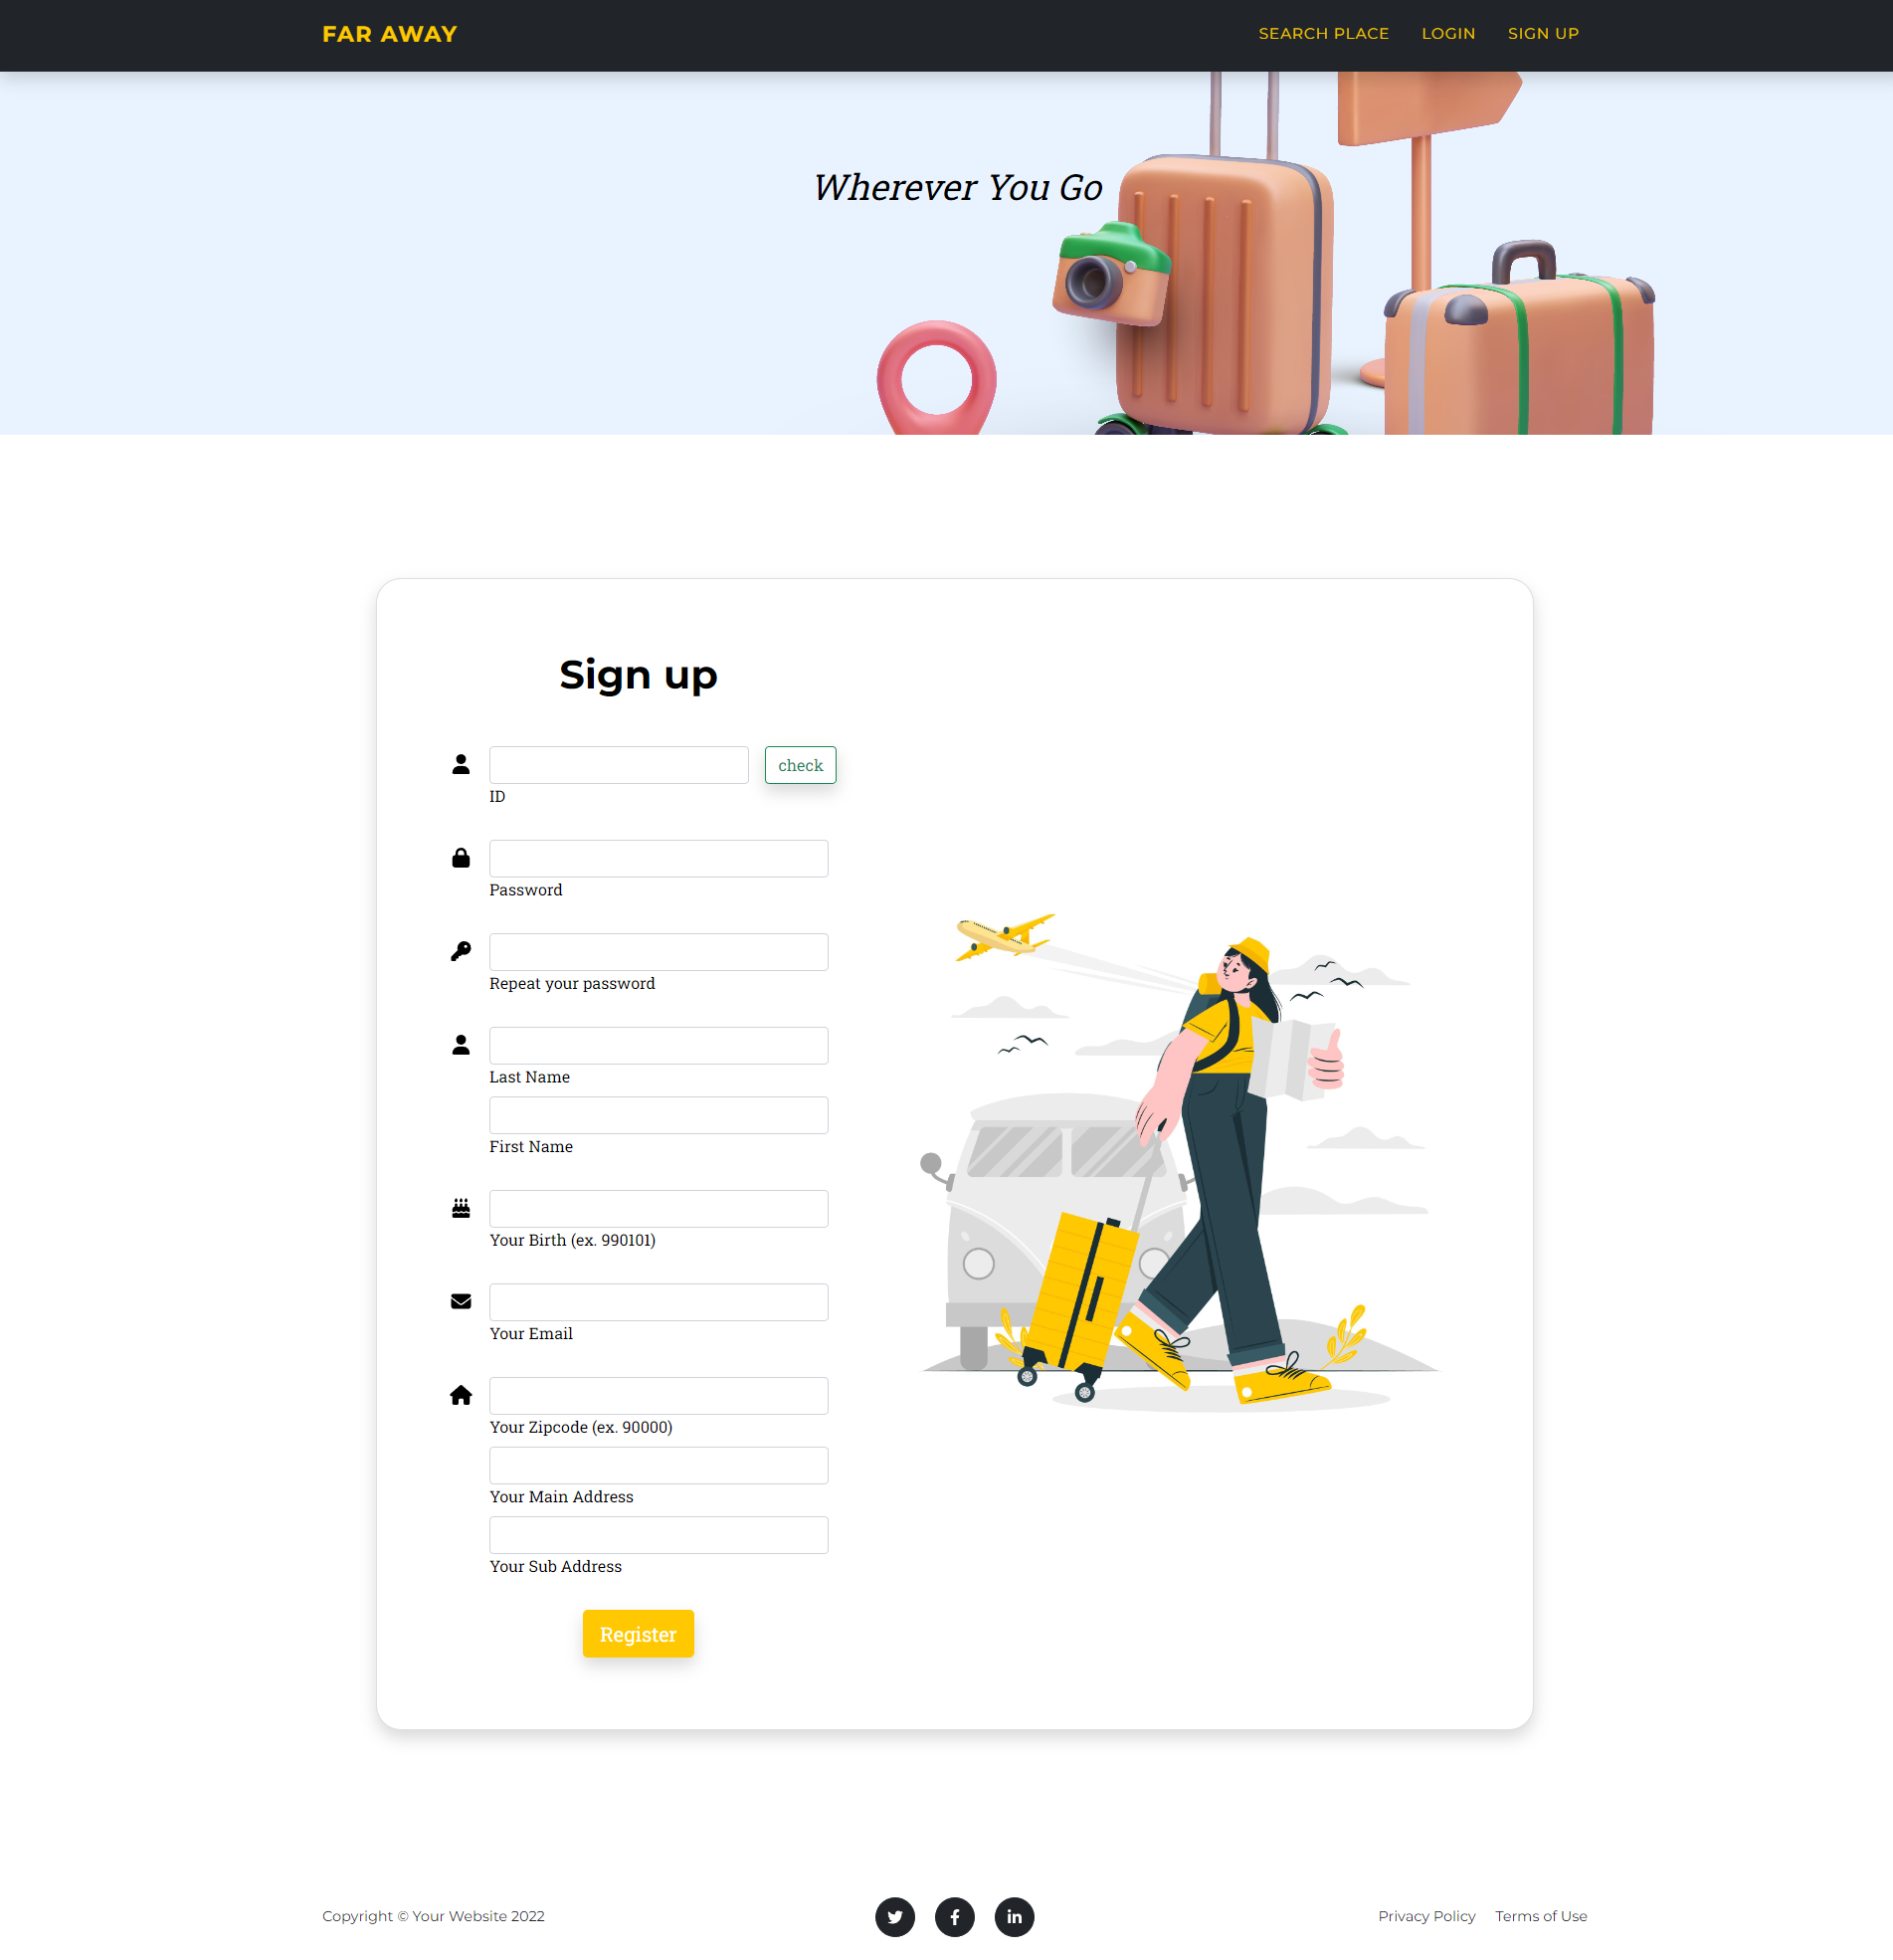 FAR AWAY
SEARCH PLACE
LOGIN
SIGN UP
Wherever You Go
Sign up
check
ID
Password
Repeat your password
Last Name
First Name
Your Birth (ex. 990101)
Your Email
Your Zipcode (ex. 90000)
Your Main Address
Your Sub Address
Register
Copyright © Your Website 2022
Privacy Policy
Terms of Use